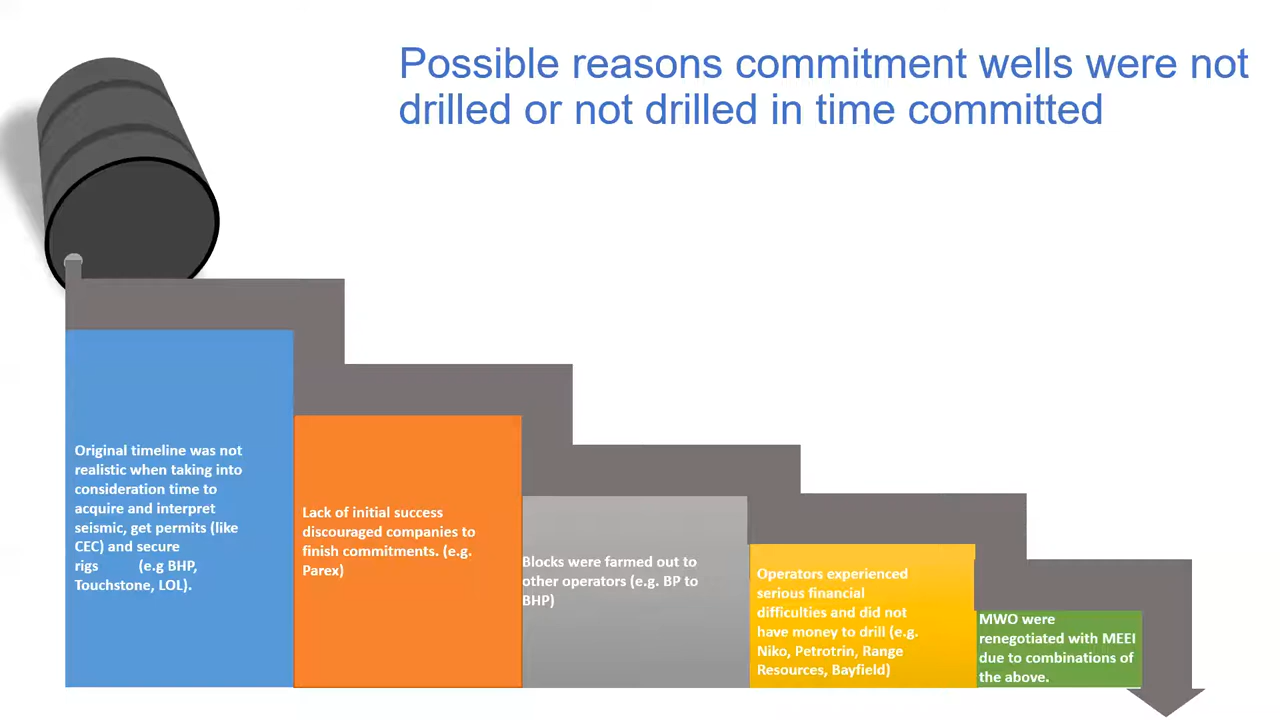 Possible reasons commitment wells were not
drilled or not drilled in time committed
Original timeline was not
realistic when taking into
consideration time to
acquire and interpret
seismic, get permits (like
CEC) and secure
rigs (e.g BHP,
Touchstone, LOL).
Lack of initial success
discouraged companies to
finish commitments. (e.g.
Parex)
Blocks were farmed out to
other operators (e.g. BP to
BHP)
Operators experienced
serious financial
difficulties and did not
have money to drill (e.g.
Niko, Petrotrin, Range
Resources, Bayfield)
MWO were
renegotiated with MEEI
due to combinations of
the above.